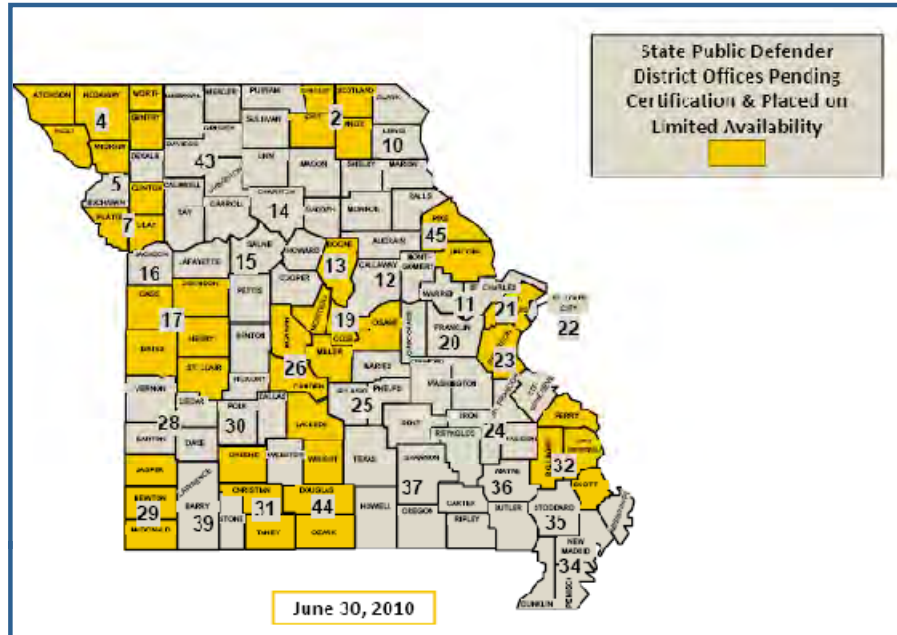 State Public Defender
District Offices Pending
Certification & Placed on
Limited Availability
ATCHISON
NODAWAY
WORTH
MERCER
PUTNAM
SCOTLAND
CLARK
4
GENTRY
SULLIVAN
2
KNOX
LEWIS
10
HOLT
DEKALB
DAVIESS
43
LINN
MACON
SHELBY
MARION
5
BUCHANAN
CLINTON
CALDWELL
CHARITON
RALLS
PLATTE
7
CLAY
RAY
CARROLL
14
MONROE
PIKE
45
LINCOLN
JACKSON
16
LAFAYETTE
SALINE
15
HOWARD
BOONE
13
AUDRAIN
MONT-
GOMERY
CALLAWAY
12
COOPER
WARREN
11
ST
CHARLES
21
ST LOUIS
CITY
22
CASS
JOHNSON
PETTIS
17
19
COLE
OSAGE
FRANKLIN
20
23
BATES
HENRY
BENTON
MORGAN
26
MILLER
MARIES
ST. CLAIR
HICKORY
CAMDEN
WASHINGTON
VERNON
CEDAR
DALLAS
PHELPS
25
28
POLK
30
LACLEDE
DENT
IRON
REYNOLDS
24
PERRY
BARTON
DADE
WEBSTER
WRIGHT
TEXAS
SHANNON
32
JASPER
GREENE
LAWRENCE
WAYNE
36
SCOTT
NEWTON
29
CHRISTIAN
31
DOUGLAS
44
37
CARTER
STODDARD
35
MCDONALD
BARRY
39
STONE
TANEY
OZARK
HOWELL
OREGON
RIPLEY
BUTLER
NEW
MADRID
34
DUNKLIN
PEMISCOT
June 30, 2010